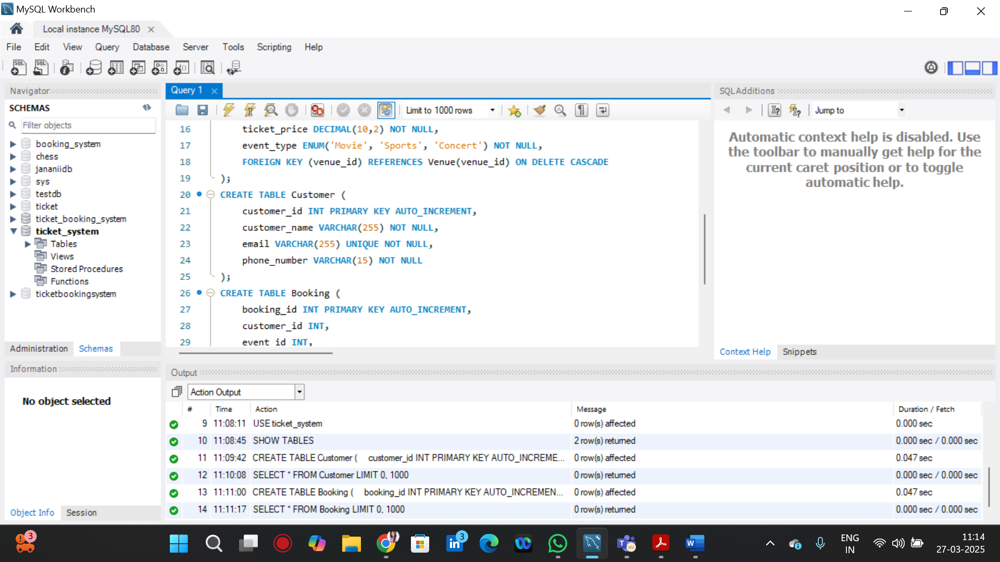 MySQL Workbench
Local instance MySQL80
File Edit View Query Database Server Tools Scripting Help
Navigator
SCHEMAS
Filter objects
booking_system
chess
jananiidb
sys
testdb
ticket
ticket_booking_system
ticket_system
Tables
Views
Stored Procedures
Functions
ticketbookingsystem
Administration Schemas
Information
No object selected
Object Info Session
Query 1
Limit to 1000 rows
16 ticket_price DECIMAL(10,2) NOT NULL,
17 event_type ENUM('Movie', 'Sports', 'Concert') NOT NULL,
18 FOREIGN KEY (venue_id) REFERENCES Venue(venue_id) ON DELETE CASCADE
19 );
20 CREATE TABLE Customer (
21 customer_id INT PRIMARY KEY AUTO_INCREMENT,
22 customer_name VARCHAR(255) NOT NULL,
23 email VARCHAR(255) UNIQUE NOT NULL,
24 phone_number VARCHAR(15) NOT NULL
25 );
26 CREATE TABLE Booking (
27 booking_id INT PRIMARY KEY AUTO_INCREMENT,
28 customer_id INT,
29 event_id INT,
SQLAdditions
Jump to
Automatic context help is disabled. Use
the toolbar to manually get help for the
current caret position or to toggle
automatic help.
Context Help Snippets
Output
Action Output
# Time Action Message Duration / Fetch
9 11:08:11 USE ticket_system 0 row(s) affected 0.000 sec
10 11:08:45 SHOW TABLES 2 row(s) returned 0.000 sec / 0.000 sec
11 11:09:42 CREATE TABLE Customer ( customer_id INT PRIMARY KEY AUTO_INCREME... 0 row(s) affected 0.047 sec
12 11:10:08 SELECT * FROM Customer LIMIT 0, 1000 0 row(s) returned 0.000 sec / 0.000 sec
13 11:11:00 CREATE TABLE Booking ( booking_id INT PRIMARY KEY AUTO_INCREMEN... 0 row(s) affected 0.047 sec
14 11:11:17 SELECT * FROM Booking LIMIT 0, 1000 0 row(s) returned 0.000 sec / 0.000 sec
3
3
ENG
IN
11:14
27-03-2025